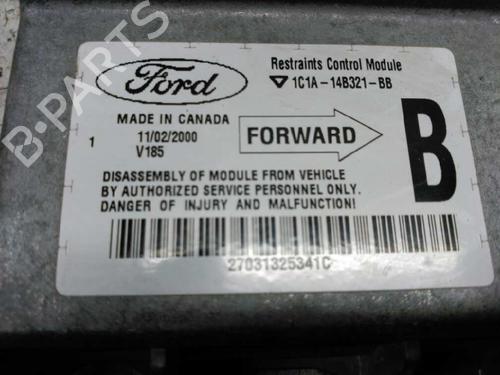 Ford
Restraints Control Module
1C1A-14B321-BB
MADE IN CANADA
11/02/2000
V185
1
FORWARD
B
DISASSEMBLY OF MODULE FROM VEHICLE
BY AUTHORIZED SERVICE PERSONNEL ONLY.
DANGER OF INJURY AND MALFUNCTION!
27031325341C
B-PARTS